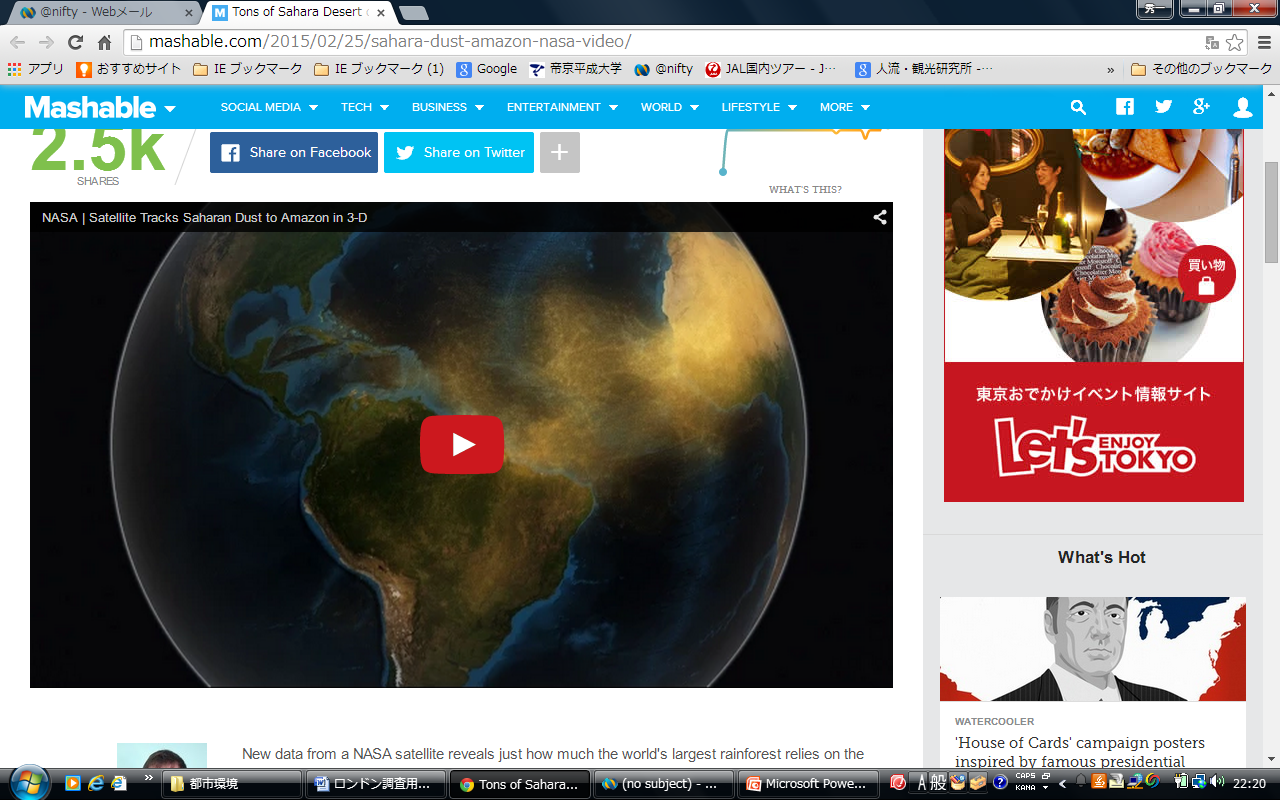 @nifty - Webメール
Tons of Sahara Desert
mashable.com/2015/02/25/sahara-dust-amazon-nasa-video/
アプリ おすすめサイト IE ブックマーク IE ブックマーク (1) Google 帝京平成大学 @nifty JAL国内ツアー - J… 人流・観光研究所 -… » その他のブックマーク
Mashable SOCIAL MEDIA TECH BUSINESS ENTERTAINMENT WORLD LIFESTYLE MORE
2.5k
SHARES
Share on Facebook
Share on Twitter
WHAT'S THIS?
NASA | Satellite Tracks Saharan Dust to Amazon in 3-D
New data from a NASA satellite reveals just how much the world's largest rainforest relies on the
Chocolatier
Morozoff
買い物
東京おでかけイベント情報サイト
Let's ENJOY TOKYO
What's Hot
WATERCOOLER
'House of Cards' campaign posters
inspired by famous presidential
都市環境 ロンドン調査用... Tons of Sahara... (no subject) - ... Microsoft Powe... A 般 CAPS KANA 22:20